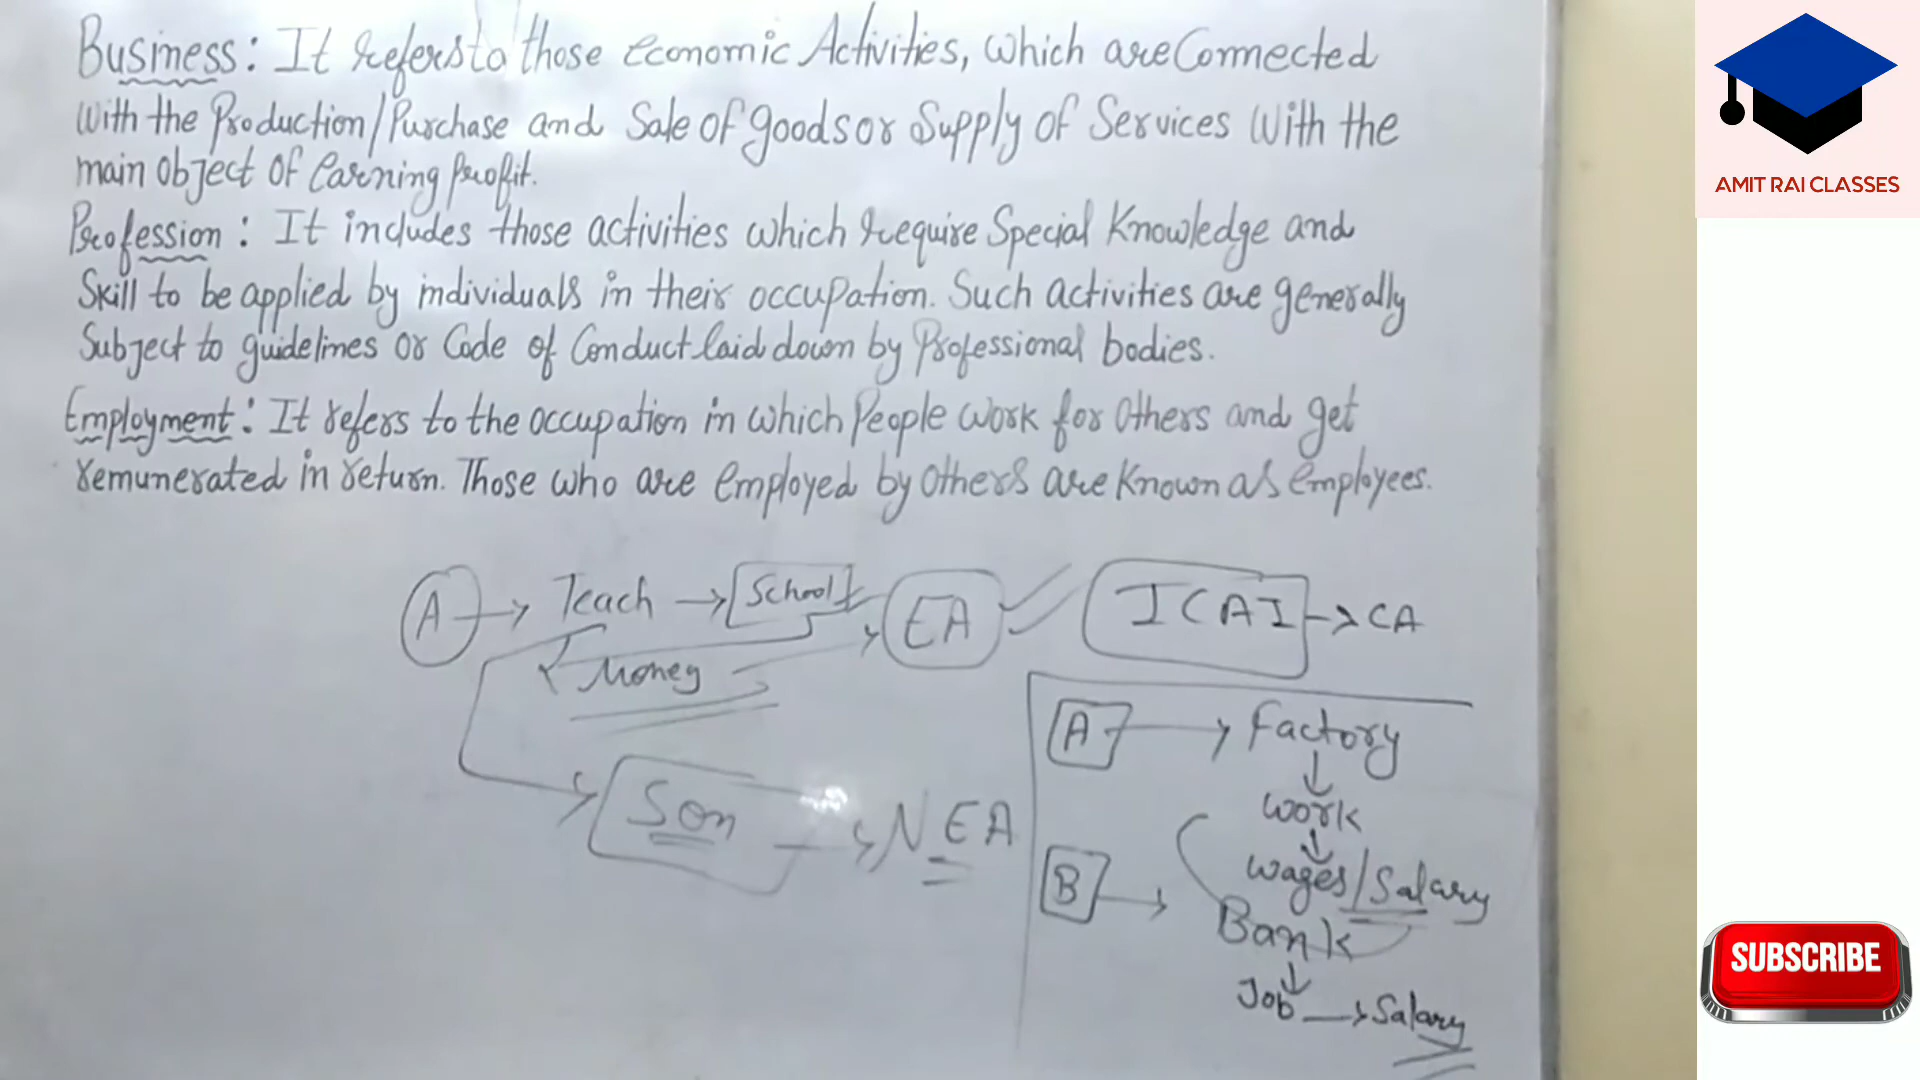 Business: It refers to those Economic Activities, which are Connected
With the Production/Purchase and Sale of goods or Supply of Services With the
main object of Earning Profit.
Profession: It includes those activities which require Special Knowledge and
Skill to be applied by individuals in their occupation. Such activities are generally
Subject to guidelines or Code of Conduct laid down by Professional bodies.
Employment: It refers to the occupation in which People work for others and get
remunerated in return. Those who are employed by others are Known as employees.
A → Teach → School EA ICAI → CA
₹ Money
Son → NEA
A → Factory
↓
Work
↓
Wages/Salary
B → Bank
↓
Job → Salary
AMIT RAI CLASSES
SUBSCRIBE